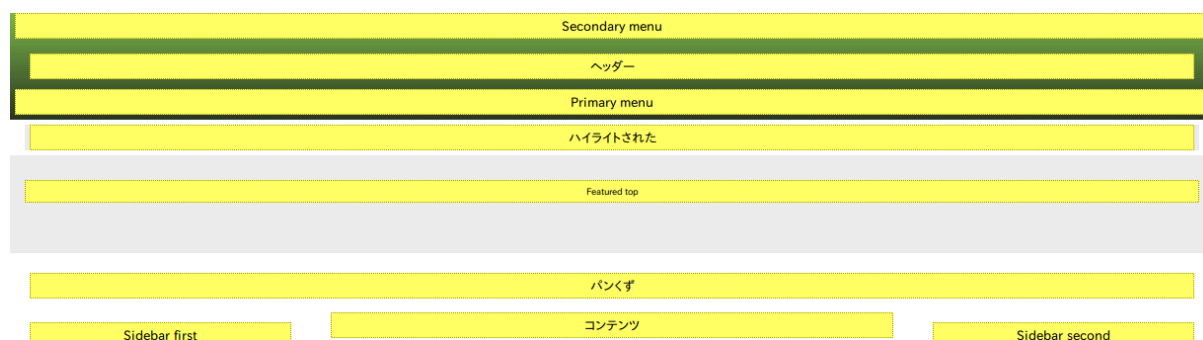 Secondary menu
ヘッダー
Primary menu
ハイライトされた
Featured top
パンくず
Sidebar first
コンテンツ
Sidebar second